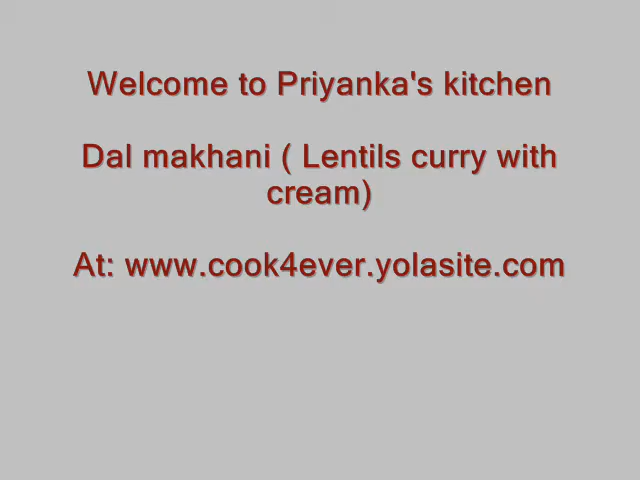 Welcome to Priyanka's kitchen
Dal makhani ( Lentils curry with
cream)
At: www.cook4ever.yolasite.com